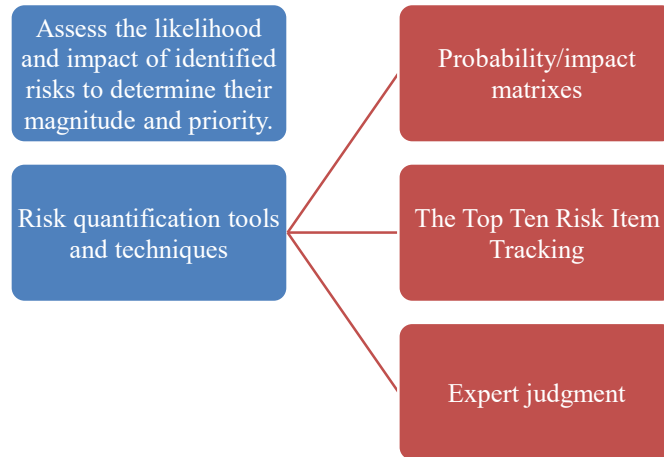 Assess the likelihood
and impact of identified
risks to determine their
magnitude and priority.
Risk quantification tools
and techniques
Probability/impact
matrixes
The Top Ten Risk Item
Tracking
Expert judgment